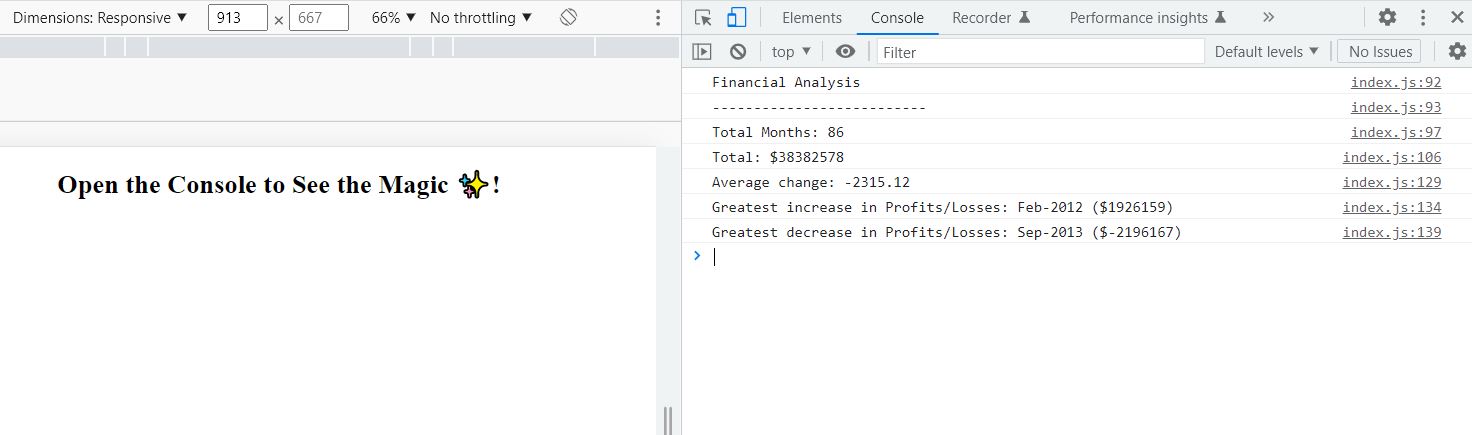 Dimensions: Responsive ▼ 913 × 667 66% ▼ No throttling ▼
Elements Console Recorder Performance insights »
top ▼ Filter Default levels ▼ No Issues
Open the Console to See the Magic ✨!
Financial Analysis index.js:92
-------------------------- index.js:93
Total Months: 86 index.js:97
Total: $38382578 index.js:106
Average change: -2315.12 index.js:129
Greatest increase in Profits/Losses: Feb-2012 ($1926159) index.js:134
Greatest decrease in Profits/Losses: Sep-2013 ($-2196167) index.js:139